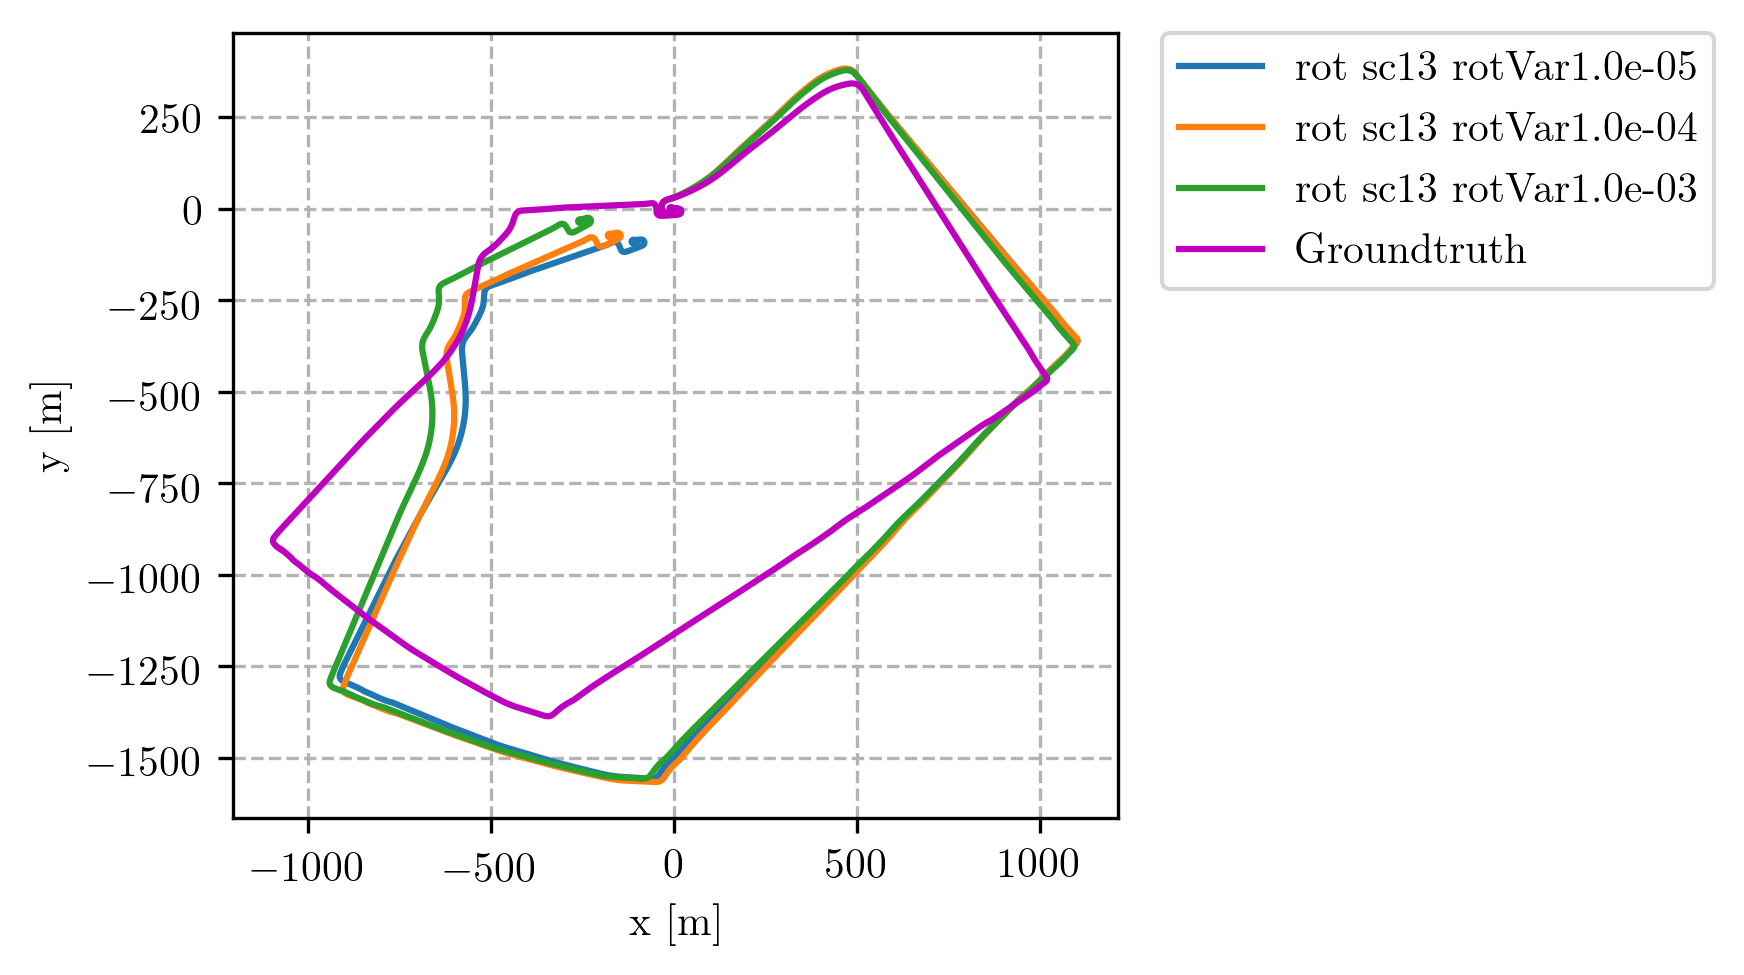 250
0
−250
−500
−750
−1000
−1250
−1500
y [m]
−1000
−500
0
500
1000
x [m]
rot sc13 rotVar1.0e-05
rot sc13 rotVar1.0e-04
rot sc13 rotVar1.0e-03
Groundtruth